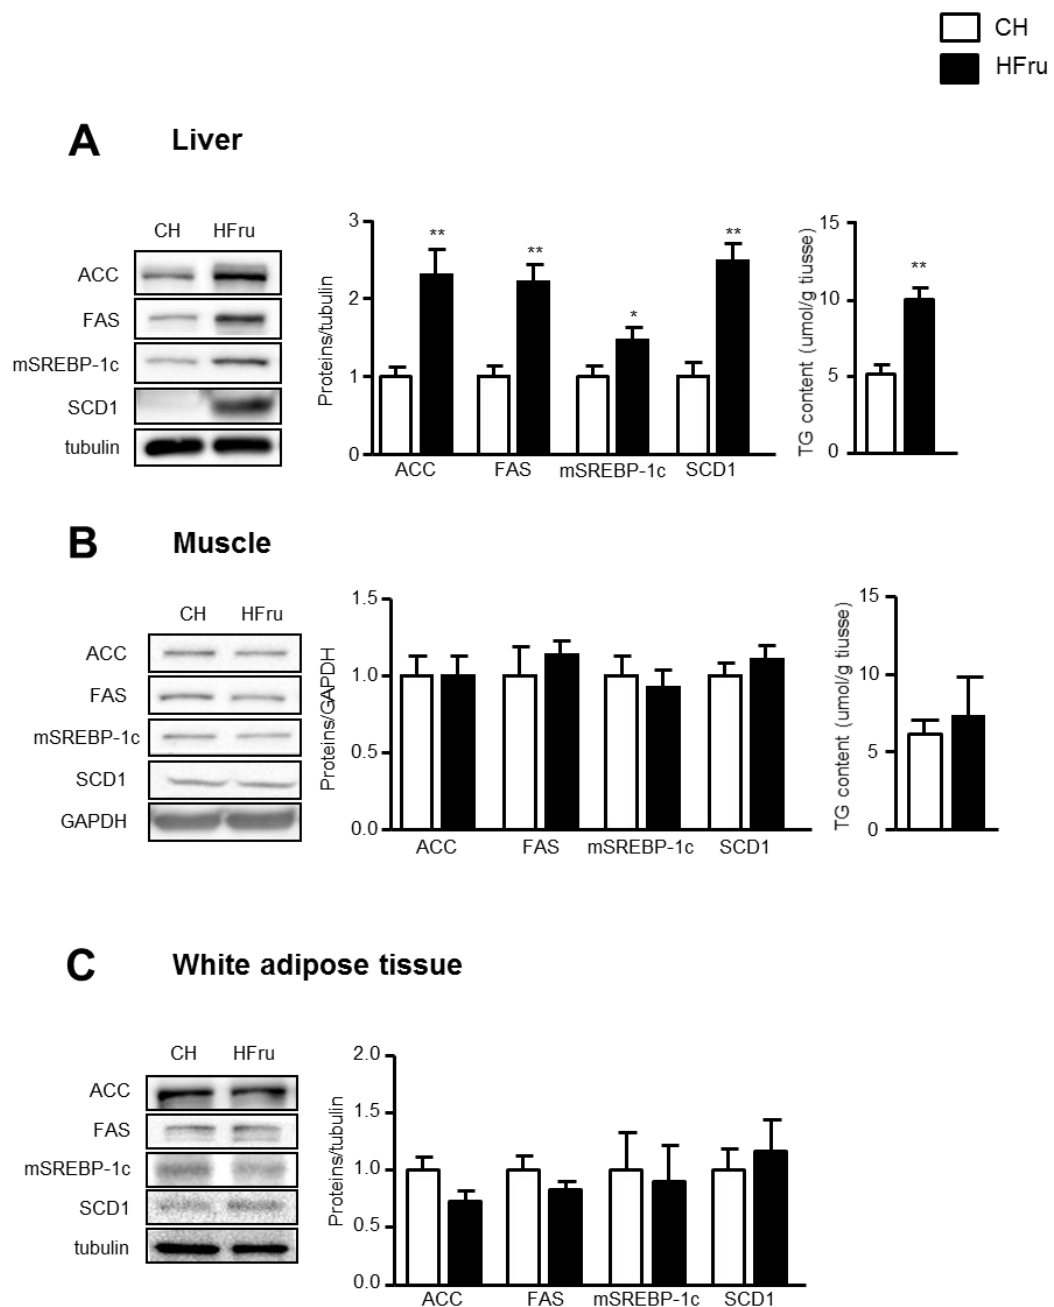 CH
HFru
A Liver
CH HFru
ACC
FAS
mSREBP-1c
SCD1
tubulin
Proteins/tubulin
3
2
1
0
** ** * **
ACC FAS mSREBP-1c SCD1
TG content (umol/g tiusse)
15
10
5
0
**
B Muscle
CH HFru
ACC
FAS
mSREBP-1c
SCD1
GAPDH
Proteins/GAPDH
1.5
1.0
0.5
0.0
ACC FAS mSREBP-1c SCD1
TG content (umol/g tiusse)
15
10
5
0
C White adipose tissue
CH HFru
ACC
FAS
mSREBP-1c
SCD1
tubulin
Proteins/tubulin
2.0
1.5
1.0
0.5
0.0
ACC FAS mSREBP-1c SCD1